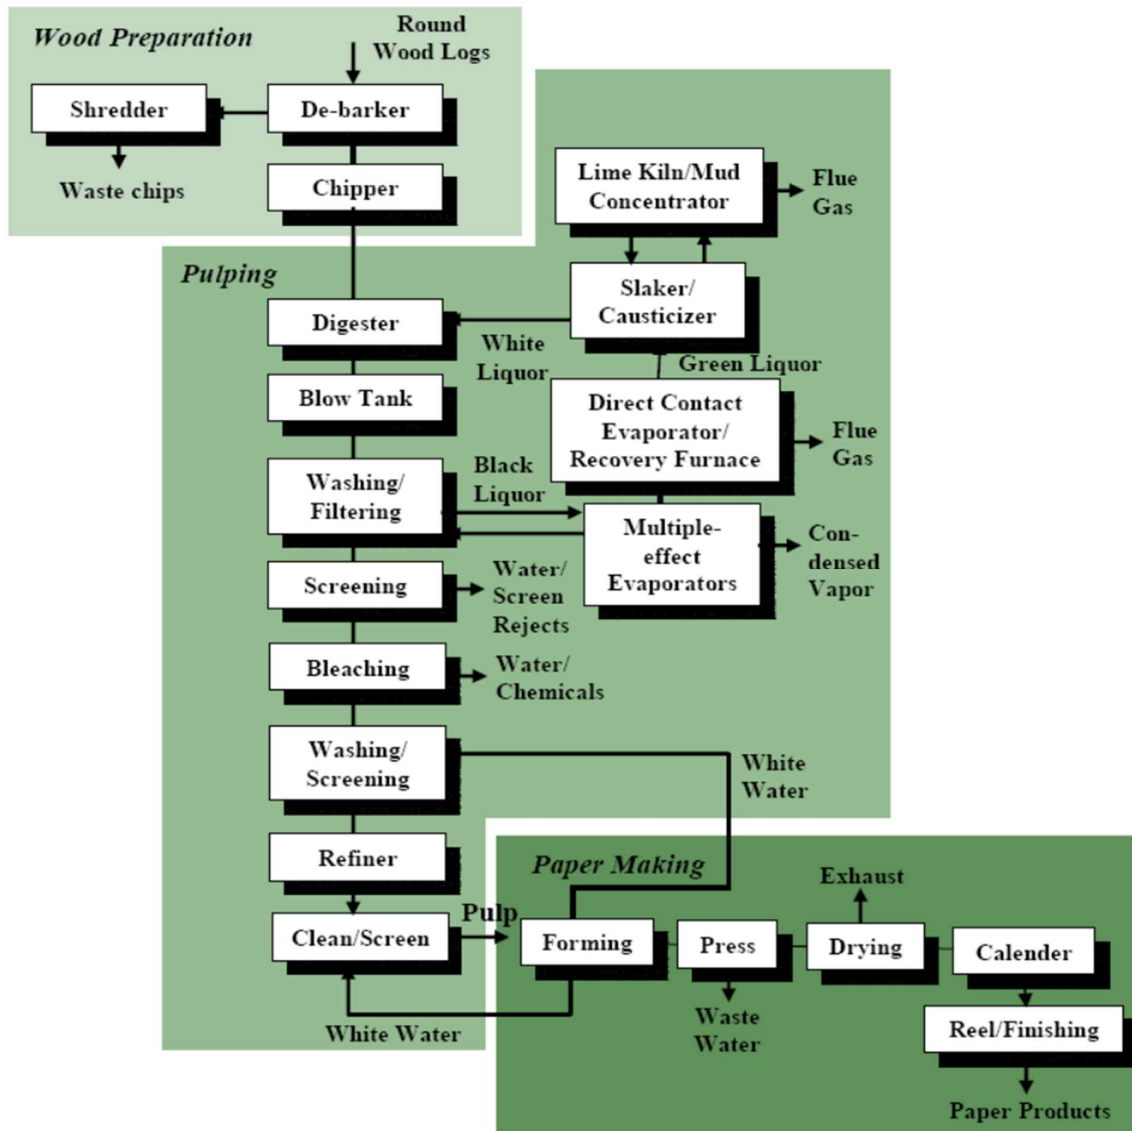 Wood Preparation
Round
Wood Logs
Shredder
De-barker
Waste chips
Chipper
Lime Kiln/Mud
Concentrator
Flue
Gas
Pulping
Slaker/
Causticizer
Digester
White
Liquor
Green Liquor
Blow Tank
Direct Contact
Evaporator/
Recovery Furnace
Flue
Gas
Washing/
Filtering
Black
Liquor
Multiple-
effect
Evaporators
Con-
densed
Vapor
Screening
Water/
Screen
Rejects
Bleaching
Water/
Chemicals
Washing/
Screening
White
Water
Refiner
Paper Making
Exhaust
Clean/Screen
Pulp
Forming
Press
Drying
Calender
White Water
Waste
Water
Reel/Finishing
Paper Products